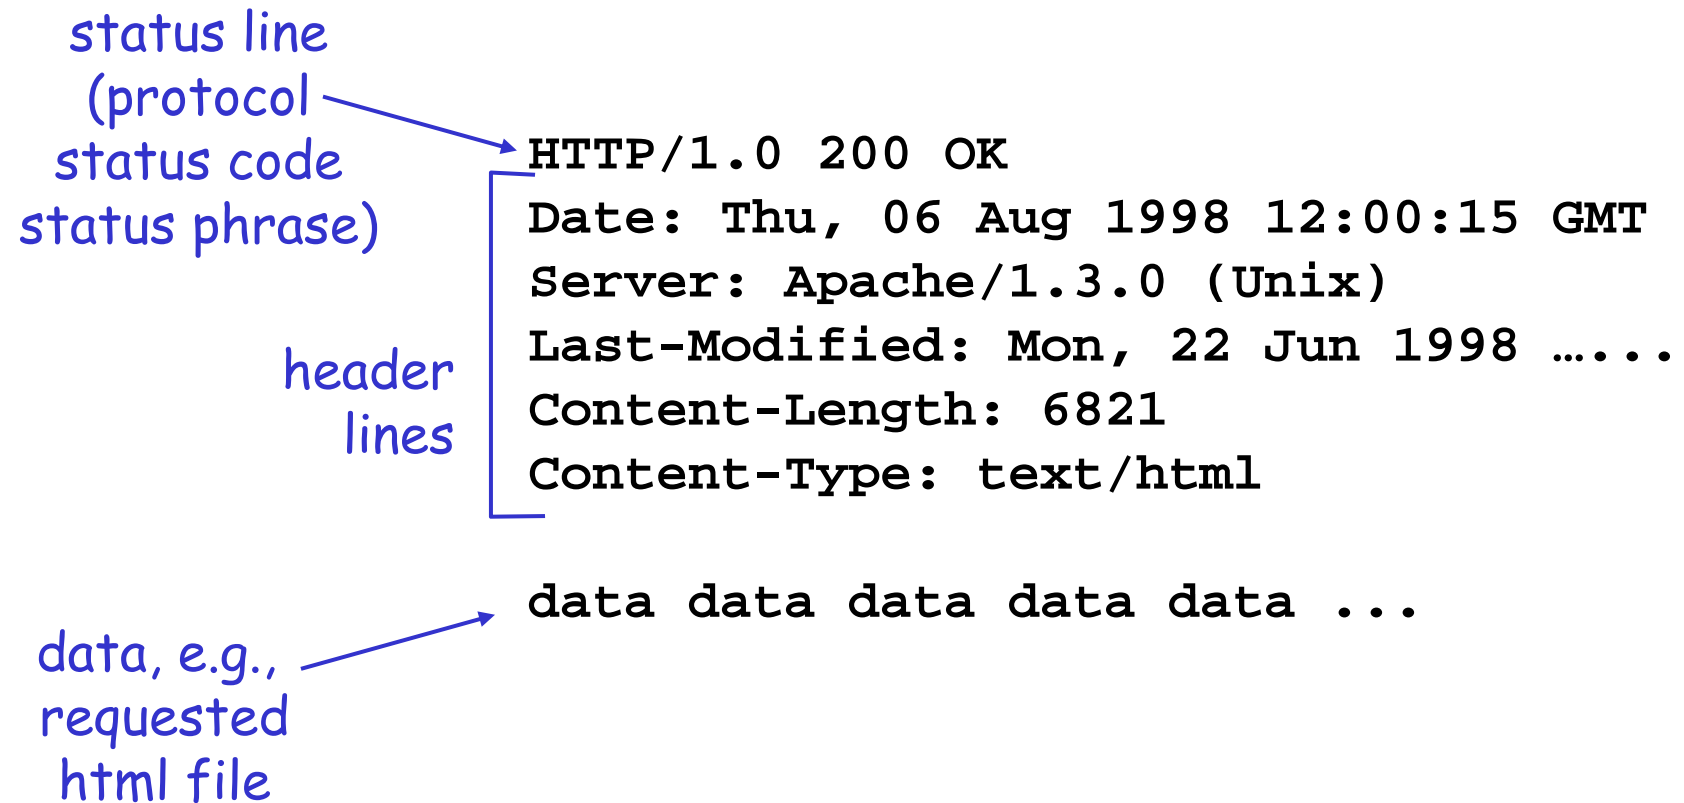 status line
(protocol
status code
status phrase)
HTTP/1.0 200 OK
Date: Thu, 06 Aug 1998 12:00:15 GMT
Server: Apache/1.3.0 (Unix)
Last-Modified: Mon, 22 Jun 1998 …...
Content-Length: 6821
Content-Type: text/html
header
lines
data data data data data ...
data, e.g.,
requested
html file